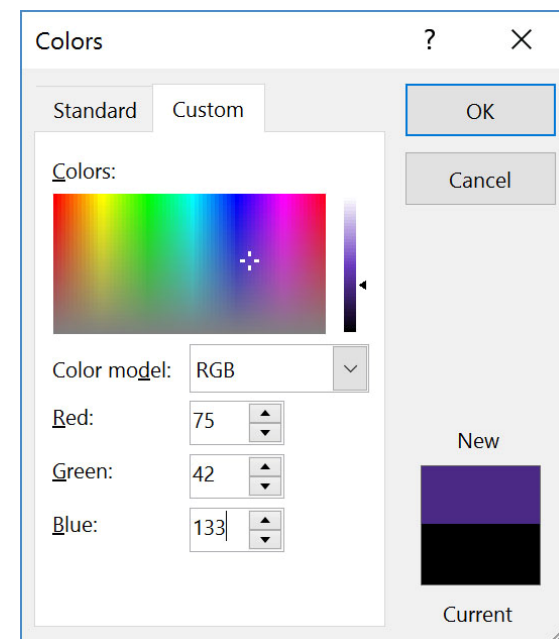 Colors ?
Standard Custom
OK
Cancel
Colors:
Color model: RGB
Red: 75
Green: 42
Blue: 133
New
Current